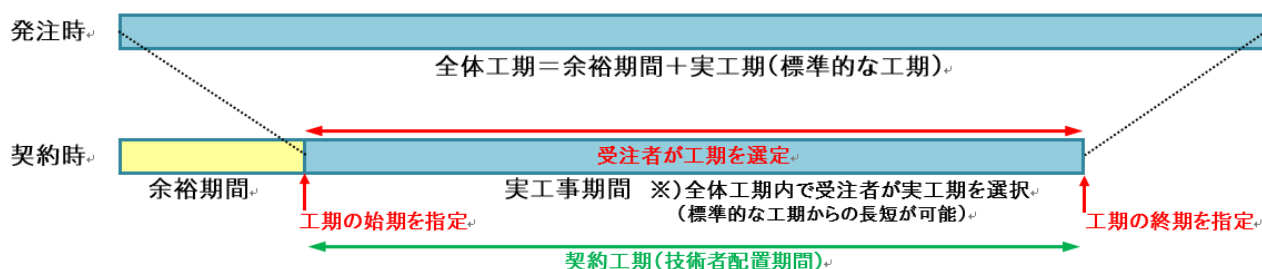 発注時
全体工期＝余裕期間＋実工期(標準的な工期)
契約時
受注者が工期を選定
余裕期間
実工事期間 ※)全体工期内で受注者が実工期を選択
(標準的な工期からの長短が可能)
工期の始期を指定
工期の終期を指定
契約工期(技術者配置期間)